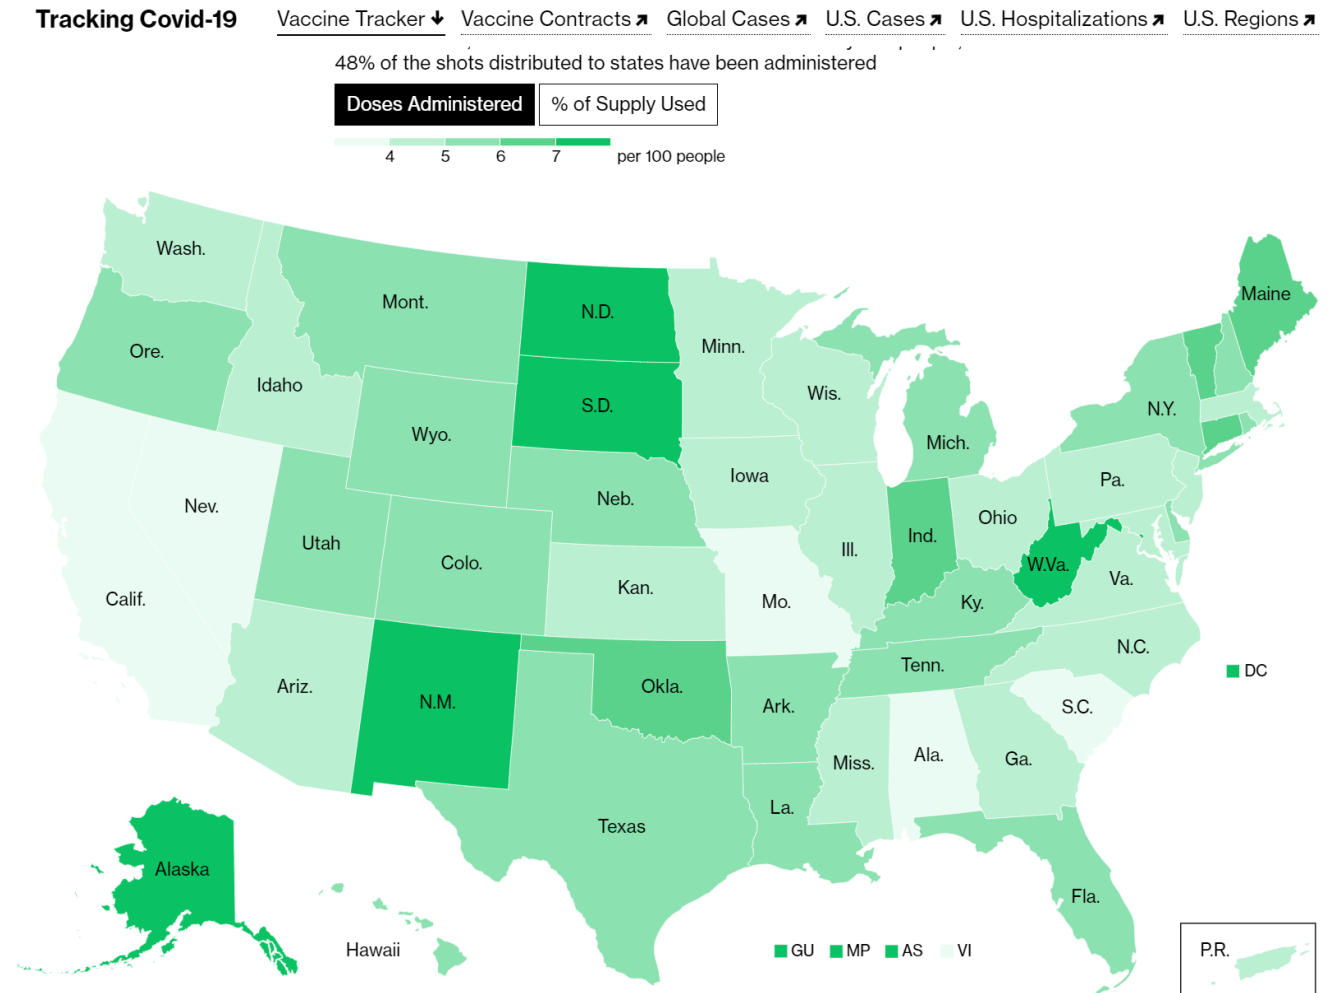 Tracking Covid-19 Vaccine Tracker ↓ Vaccine Contracts ↗ Global Cases ↗ U.S. Cases ↗ U.S. Hospitalizations ↗ U.S. Regions ↗
48% of the shots distributed to states have been administered
Doses Administered % of Supply Used
4 5 6 7 per 100 people
Wash.
Maine
Mont.
N.D.
Minn.
Ore.
Idaho
S.D.
Wis.
N.Y.
Wyo.
Mich.
Iowa
Pa.
Neb.
Nev.
Ohio
Ind.
Utah
Ill.
Colo.
W.Va.
Va.
Kan.
Calif.
Mo.
Ky.
N.C.
Tenn.
DC
Ariz.
Okla.
N.M.
Ark.
S.C.
Ala.
Ga.
Miss.
La.
Texas
Alaska
Fla.
Hawaii
GU MP AS VI
P.R.